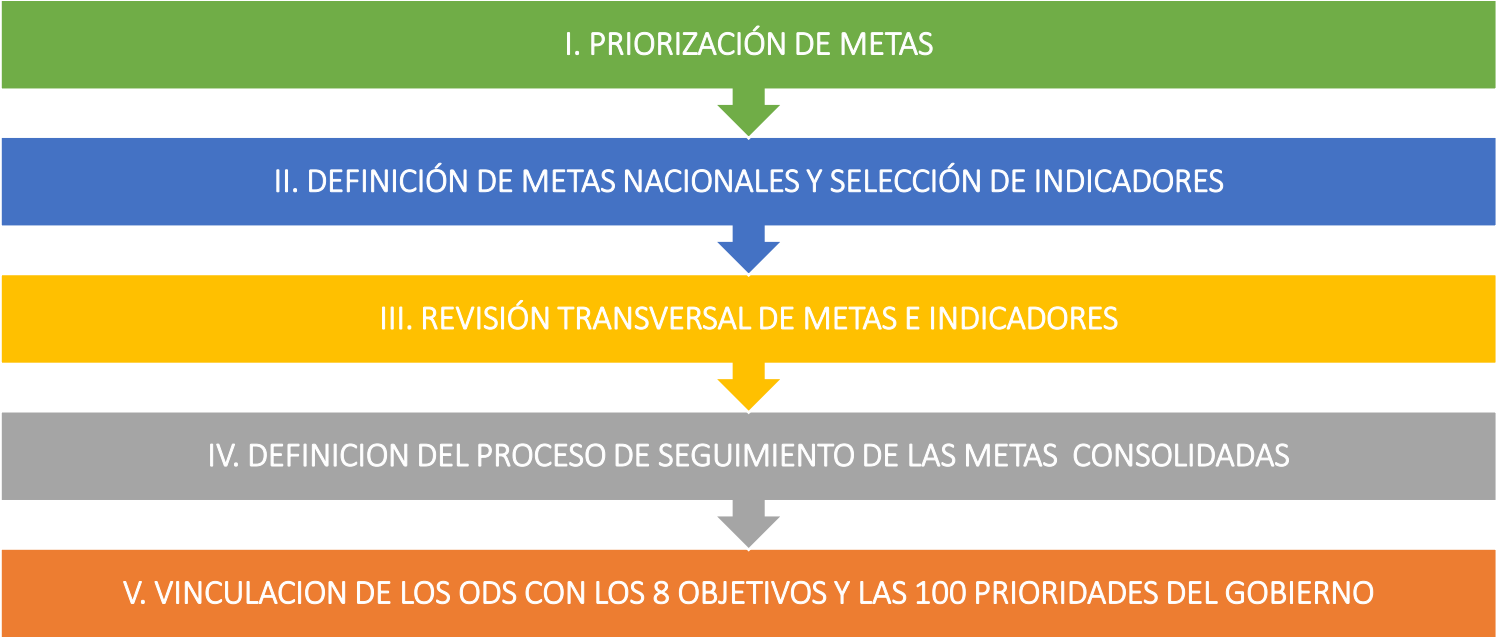 I. PRIORIZACIÓN DE METAS
II. DEFINICIÓN DE METAS NACIONALES Y SELECCIÓN DE INDICADORES
III. REVISIÓN TRANSVERSAL DE METAS E INDICADORES
IV. DEFINICION DEL PROCESO DE SEGUIMIENTO DE LAS METAS  CONSOLIDADAS
V. VINCULACION DE LOS ODS CON LOS 8 OBJETIVOS Y LAS 100 PRIORIDADES DEL GOBIERNO